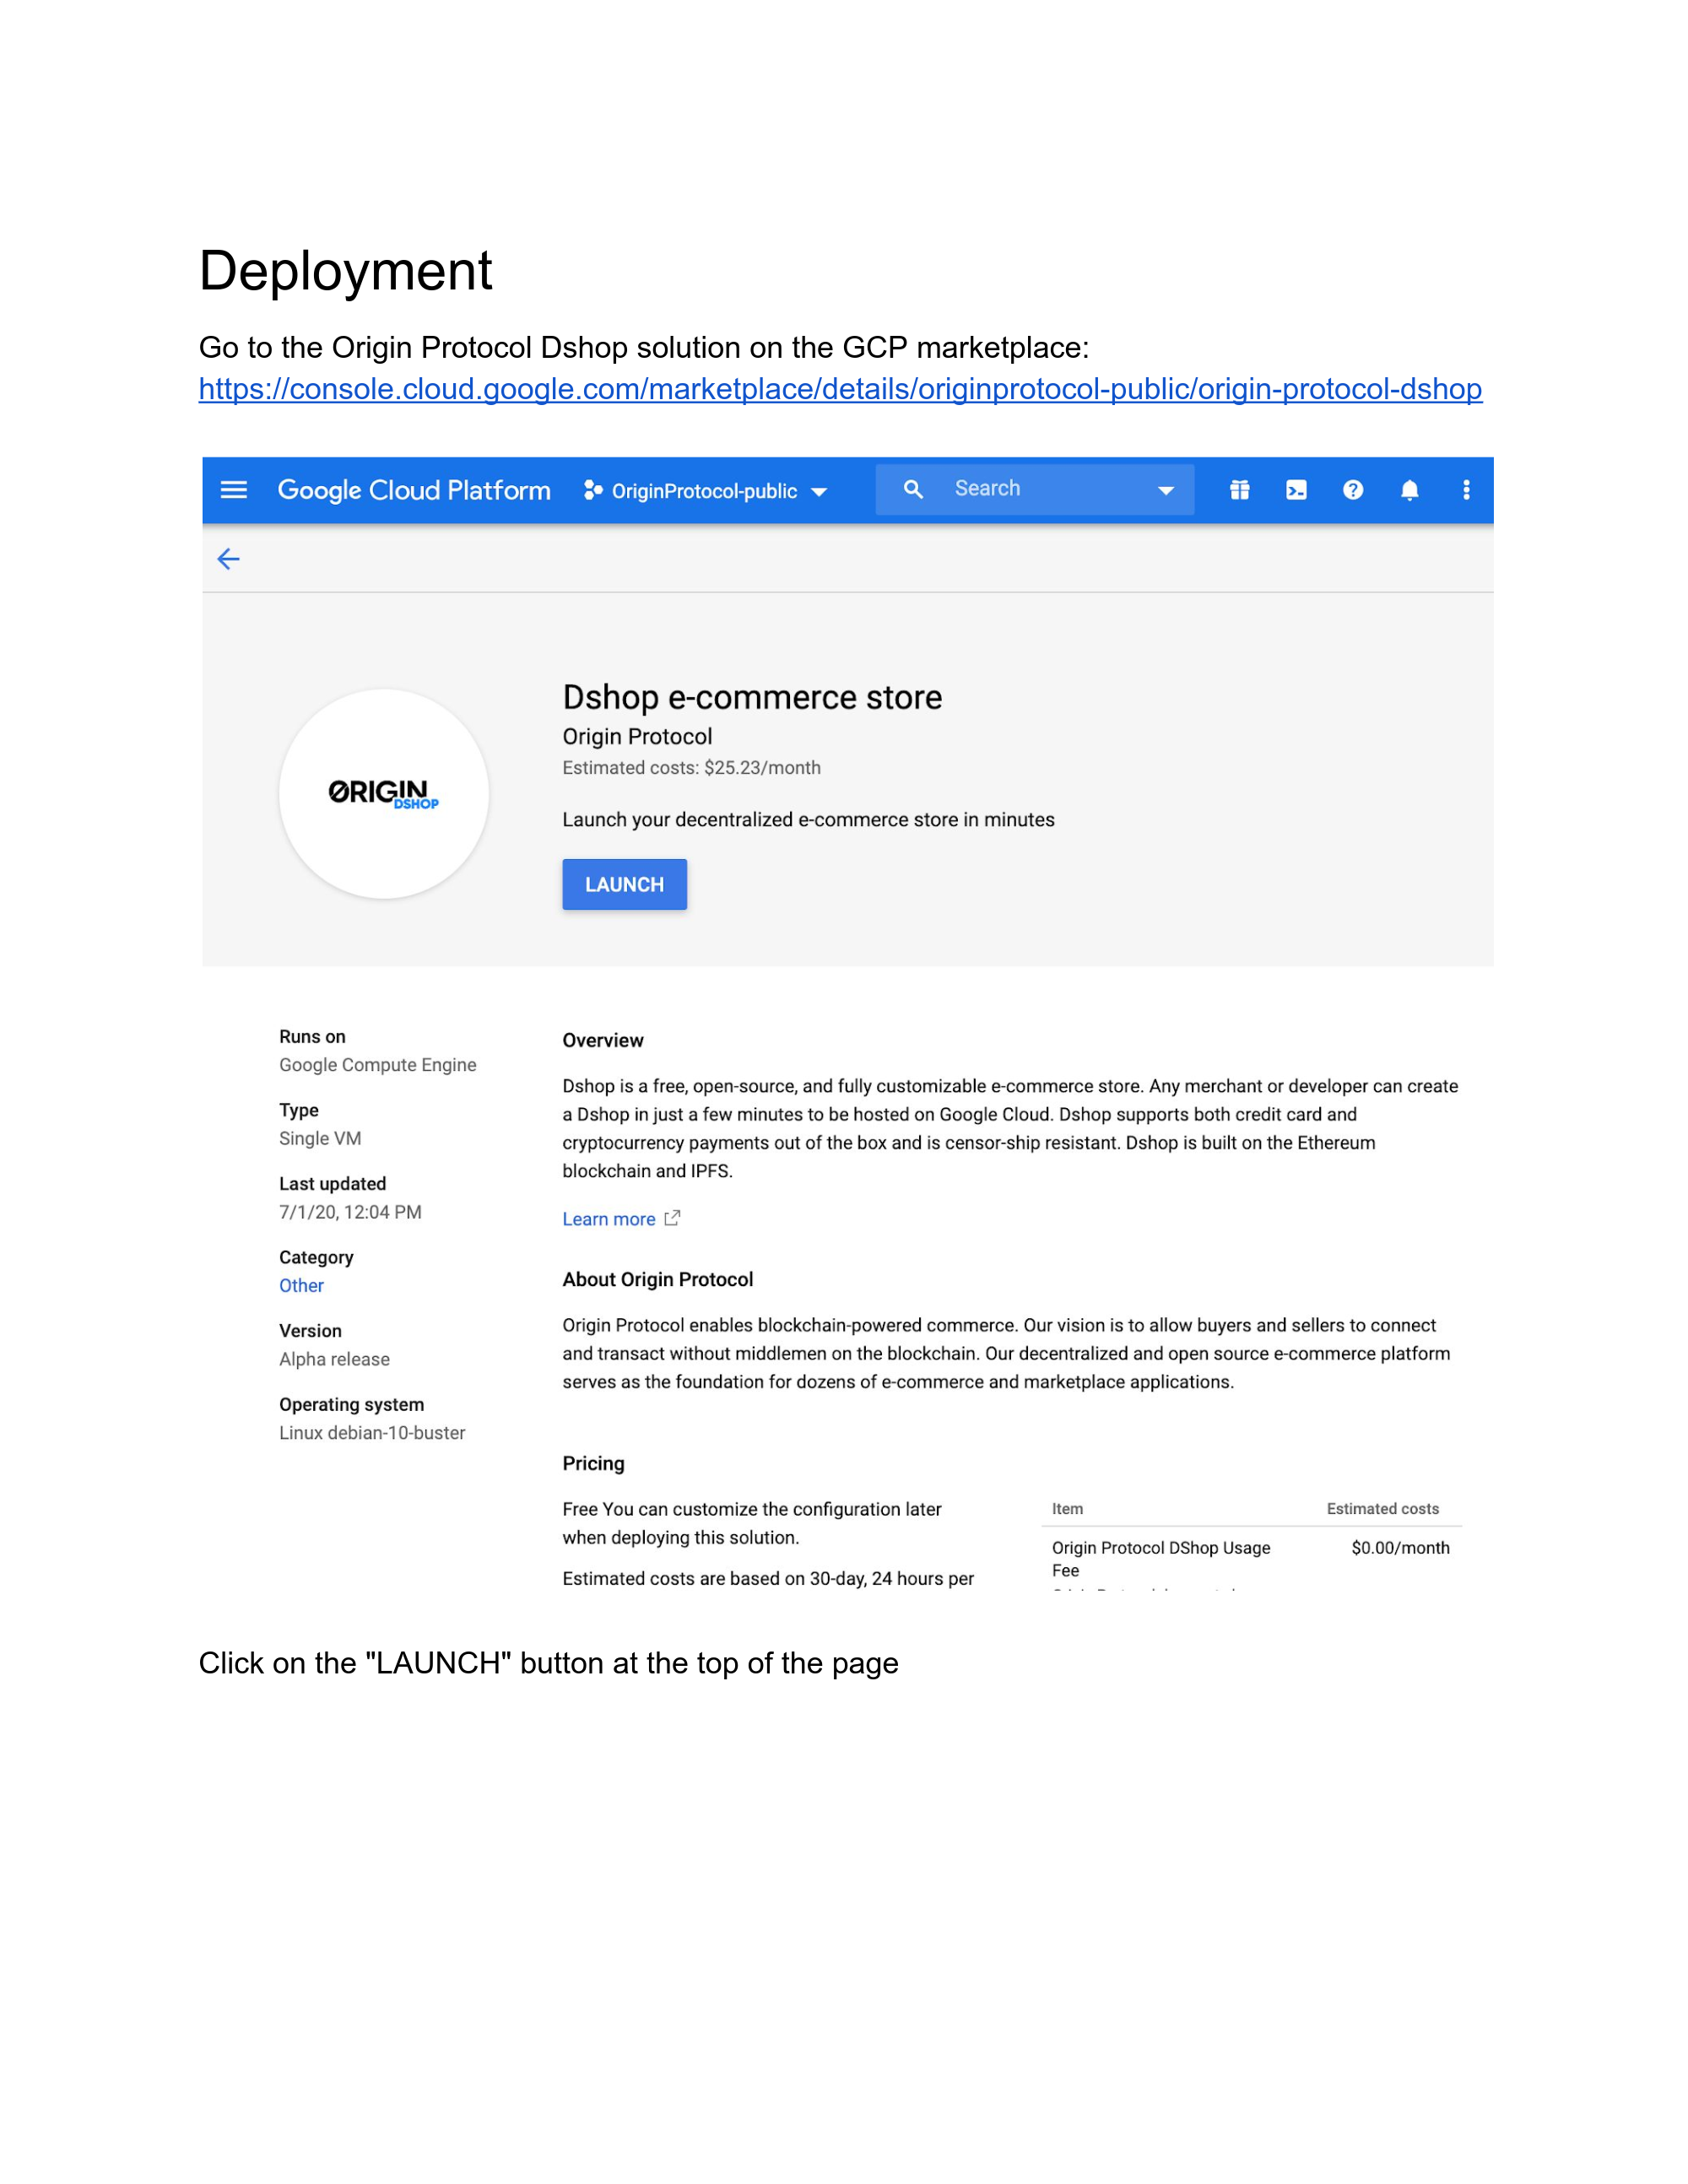 Deployment
Go to the Origin Protocol Dshop solution on the GCP marketplace:
https://console.cloud.google.com/marketplace/details/originprotocol-public/origin-protocol-dshop
Google Cloud Platform OriginProtocol-public Search
ORIGIN
DSHOP
Dshop e-commerce store
Origin Protocol
Estimated costs: $25.23/month
Launch your decentralized e-commerce store in minutes
LAUNCH
Runs on
Google Compute Engine
Type
Single VM
Last updated
7/1/20, 12:04 PM
Category
Other
Version
Alpha release
Operating system
Linux debian-10-buster
Overview
Dshop is a free, open-source, and fully customizable e-commerce store. Any merchant or developer can create
a Dshop in just a few minutes to be hosted on Google Cloud. Dshop supports both credit card and
cryptocurrency payments out of the box and is censor-ship resistant. Dshop is built on the Ethereum
blockchain and IPFS.
Learn more
About Origin Protocol
Origin Protocol enables blockchain-powered commerce. Our vision is to allow buyers and sellers to connect
and transact without middlemen on the blockchain. Our decentralized and open source e-commerce platform
serves as the foundation for dozens of e-commerce and marketplace applications.
Pricing
Free You can customize the configuration later
when deploying this solution.
Estimated costs are based on 30-day, 24 hours per
Item Estimated costs
Origin Protocol DShop Usage $0.00/month
Fee
Click on the "LAUNCH" button at the top of the page